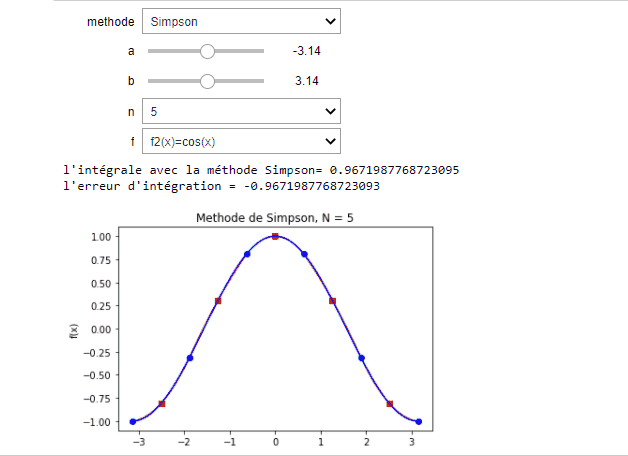 methode Simpson
a -3.14
b 3.14
n 5
f f2(x)=cos(x)
l'intégrale avec la méthode Simpson= 0.9671987768723095
l'erreur d'intégration = -0.9671987768723093
Methode de Simpson, N = 5
1.00
0.75
0.50
0.25
0.00
−0.25
−0.50
−0.75
−1.00
f(x)
−3 −2 −1 0 1 2 3